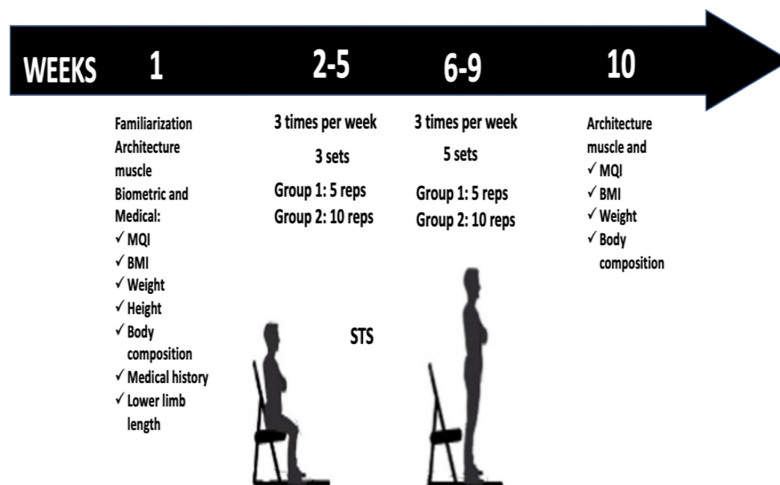 WEEKS 1 2-5 6-9 10
Familiarization
Architecture
muscle
Biometric and
Medical:
✓ MQI
✓ BMI
✓ Weight
✓ Height
✓ Body
composition
✓ Medical history
✓ Lower limb
length
3 times per week
3 sets
Group 1: 5 reps
Group 2: 10 reps
3 times per week
5 sets
Group 1: 5 reps
Group 2: 10 reps
Architecture
muscle and
✓ MQI
✓ BMI
✓ Weight
✓ Body
composition
STS